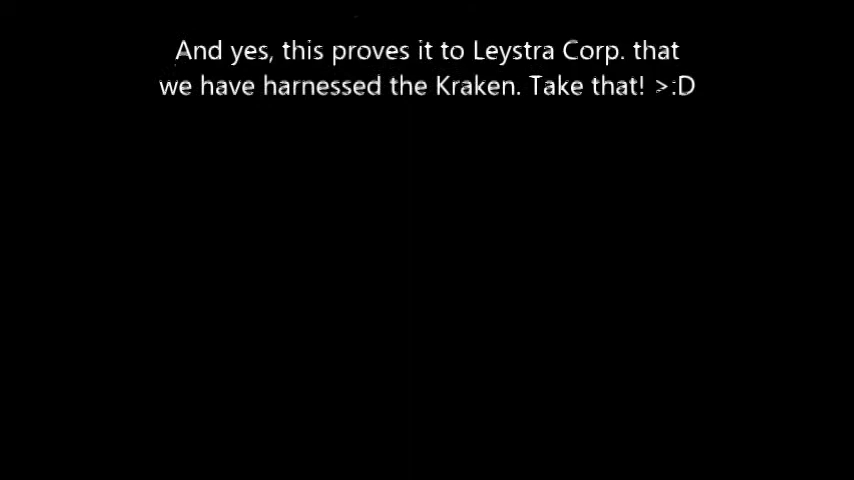 And yes, this proves it to Leystra Corp. that
we have harnessed the Kraken. Take that! >:D